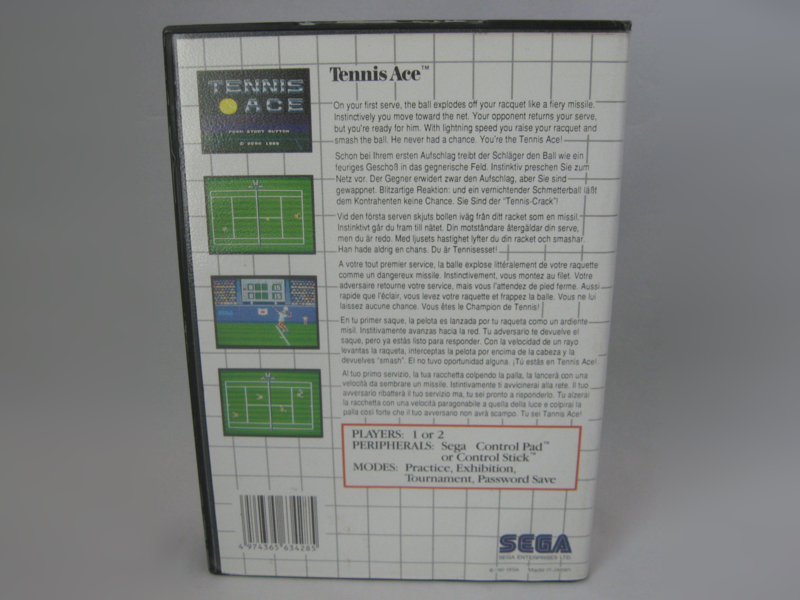 TENNIS
ACE
PUSH START BUTTON
Tennis Ace™
On your first serve, the ball explodes off your racquet like a fiery missile.
Instinctively you move toward the net. Your opponent returns your serve,
but you're ready for him. With lightning speed you raise your racquet and
smash the ball. He never had a chance. You're the Tennis Ace!
Schon bei Ihrem ersten Aufschlag treibt der Schläger den Ball wie ein
feuriges Geschoß in das gegnerische Feld. Instinktiv preschen Sie zum
Netz vor. Der Gegner erwidert zwar den Aufschlag, aber Sie sind
gewappnet. Blitzartige Reaktion: und ein vernichtender Schmetterball läßt
dem Kontrahenten keine Chance. Sie Sind der "Tennis-Crack"!
Vid den första serven skjuts bollen iväg från ditt racket som en missil.
Instinktivt går du fram till nätet. Din motståndare återgäldar din serve,
men du är redo. Med ljusets hastighet lyfter du din racket och smashar.
Han hade aldrig en chans. Du är Tennisesset!
A votre tout premier service, la balle explose littéralement de votre raquette
comme un dangereux missile. Instinctivement, vous montez au filet. Votre
adversaire retourne votre service, mais vous l'attendez de pied ferme. Aussi
rapide que l'éclair, vous levez votre raquette et frappez la balle. Vous ne lui
laissez aucune chance. Vous êtes le Champion de Tennis!
En tu primer saque, la pelota es lanzada por tu raqueta como un ardiente
misil. Institivamente avanzas hacia la red. Tu adversario te devuelve el
saque, pero ya estás listo para responder. Con la velocidad de un rayo
levantas la raqueta, interceptas la pelota por encima de la cabeza y la
devuelves "smash". El no tuvo oportunidad alguna. ¡Tú estás en Tennis Ace!
Al tuo primo servizio, la tua racchetta colpendo la palla, la lancerà con una
velocità da sembrare un missile. Istintivamente ti avvicinerai alla rete. Il tuo
avversario ribatterà il tuo servizio ma, tu sei pronto a risponderlo. Tu alzerai
la racchetta con una velocità paragonabile a quella della luce e colpirai la
palla così forte che il tuo avversario non avrà scampo. Tu sei Tennis Ace!
PLAYERS: 1 or 2
PERIPHERALS: Sega Control Pad™
or Control Stick™
MODES: Practice, Exhibition,
Tournament, Password Save
4 974365 634285
SEGA
SEGA ENTERPRISES LTD.
Made in Japan